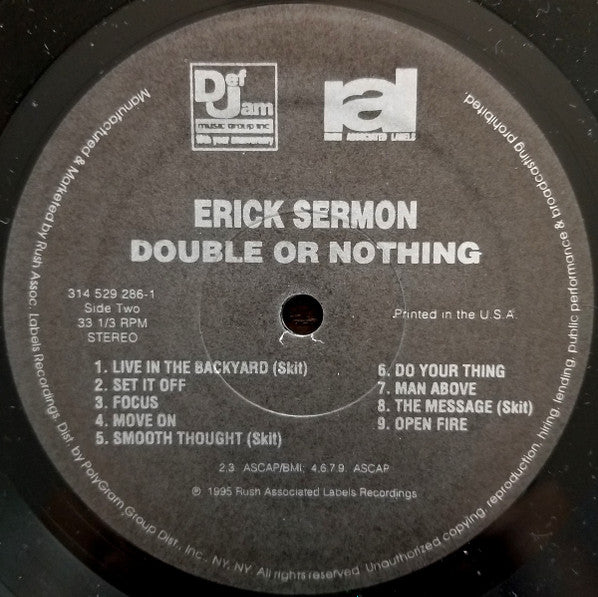 Def
Jam
music group inc
10th year anniversary
ral
RUSH ASSOCIATED LABELS
ERICK SERMON
DOUBLE OR NOTHING
314 529 286-1
Side Two
33 1/3 RPM
STEREO
Printed in the U.S.A.
1. LIVE IN THE BACKYARD (Skit)
2. SET IT OFF
3. FOCUS
4. MOVE ON
5. SMOOTH THOUGHT (Skit)
6. DO YOUR THING
7. MAN ABOVE
8. THE MESSAGE (Skit)
9. OPEN FIRE
2,3. ASCAP/BMI; 4,6,7,9. ASCAP
℗ 1995 Rush Associated Labels Recordings
Manufactured & Marketed by Rush Assoc. Labels Recordings. Dist. by PolyGram Group Dist., Inc., NY, NY. All rights reserved. Unauthorized copying, reproduction, hiring, lending, public performance & broadcasting prohibited.